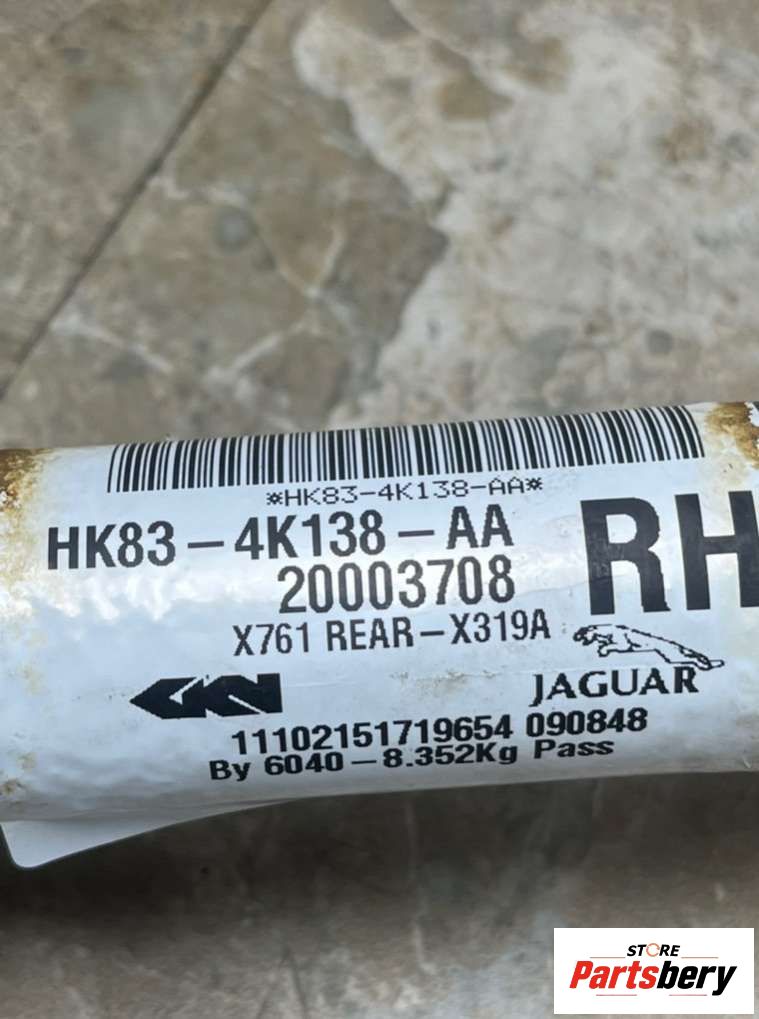 *HK83-4K138-AA*
HK83-4K138-AA
RH
20003708
X761 REAR-X319A
GKN
JAGUAR
11102151719654 090848
By 6040-8.352Kg Pass
STORE
Partsbery